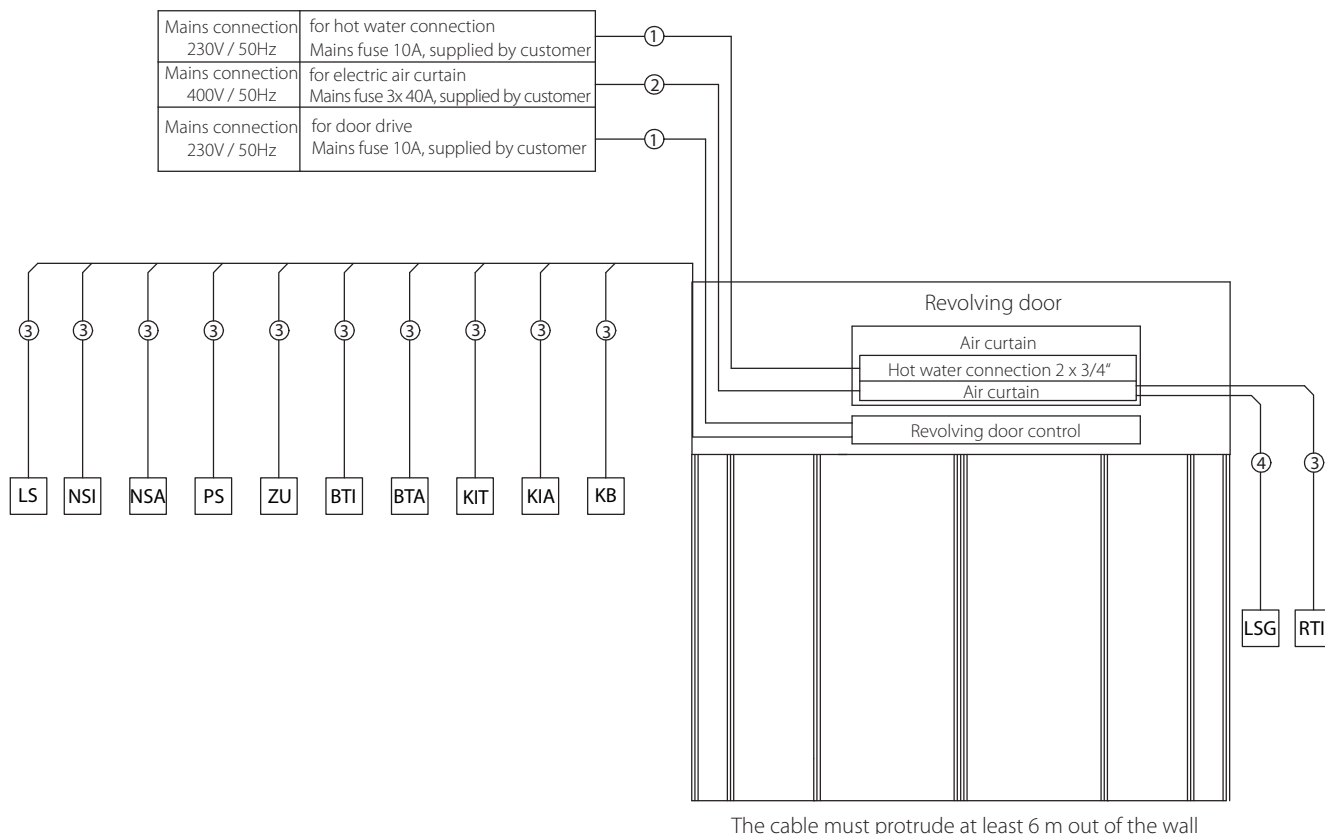 Mains connection
230V / 50Hz
for hot water connection
Mains fuse 10A, supplied by customer
1
Mains connection
400V / 50Hz
for electric air curtain
Mains fuse 3x 40A, supplied by customer
2
Mains connection
230V / 50Hz
for door drive
Mains fuse 10A, supplied by customer
1
Revolving door
Air curtain
Hot water connection 2 x 3/4“
Air curtain
Revolving door control
3 3 3 3 3 3 3 3 3 3
4 3
LS NSI NSA PS ZU BTI BTA KIT KIA KB
LSG RTI
The cable must protrude at least 6 m out of the wall